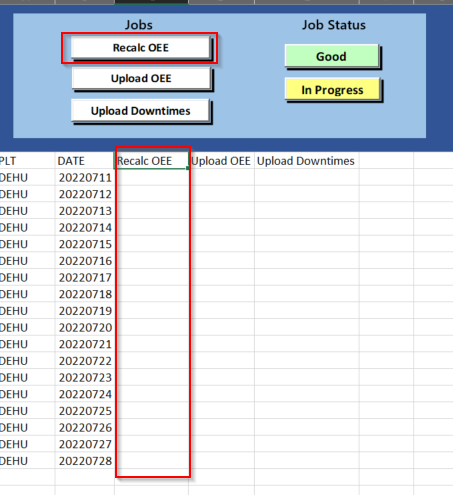 Jobs Job Status
Recalc OEE Good
Upload OEE In Progress
Upload Downtimes
PLT DATE Recalc OEE Upload OEE Upload Downtimes
DEHU 20220711
DEHU 20220712
DEHU 20220713
DEHU 20220714
DEHU 20220715
DEHU 20220716
DEHU 20220717
DEHU 20220718
DEHU 20220719
DEHU 20220720
DEHU 20220721
DEHU 20220722
DEHU 20220723
DEHU 20220724
DEHU 20220725
DEHU 20220726
DEHU 20220727
DEHU 20220728